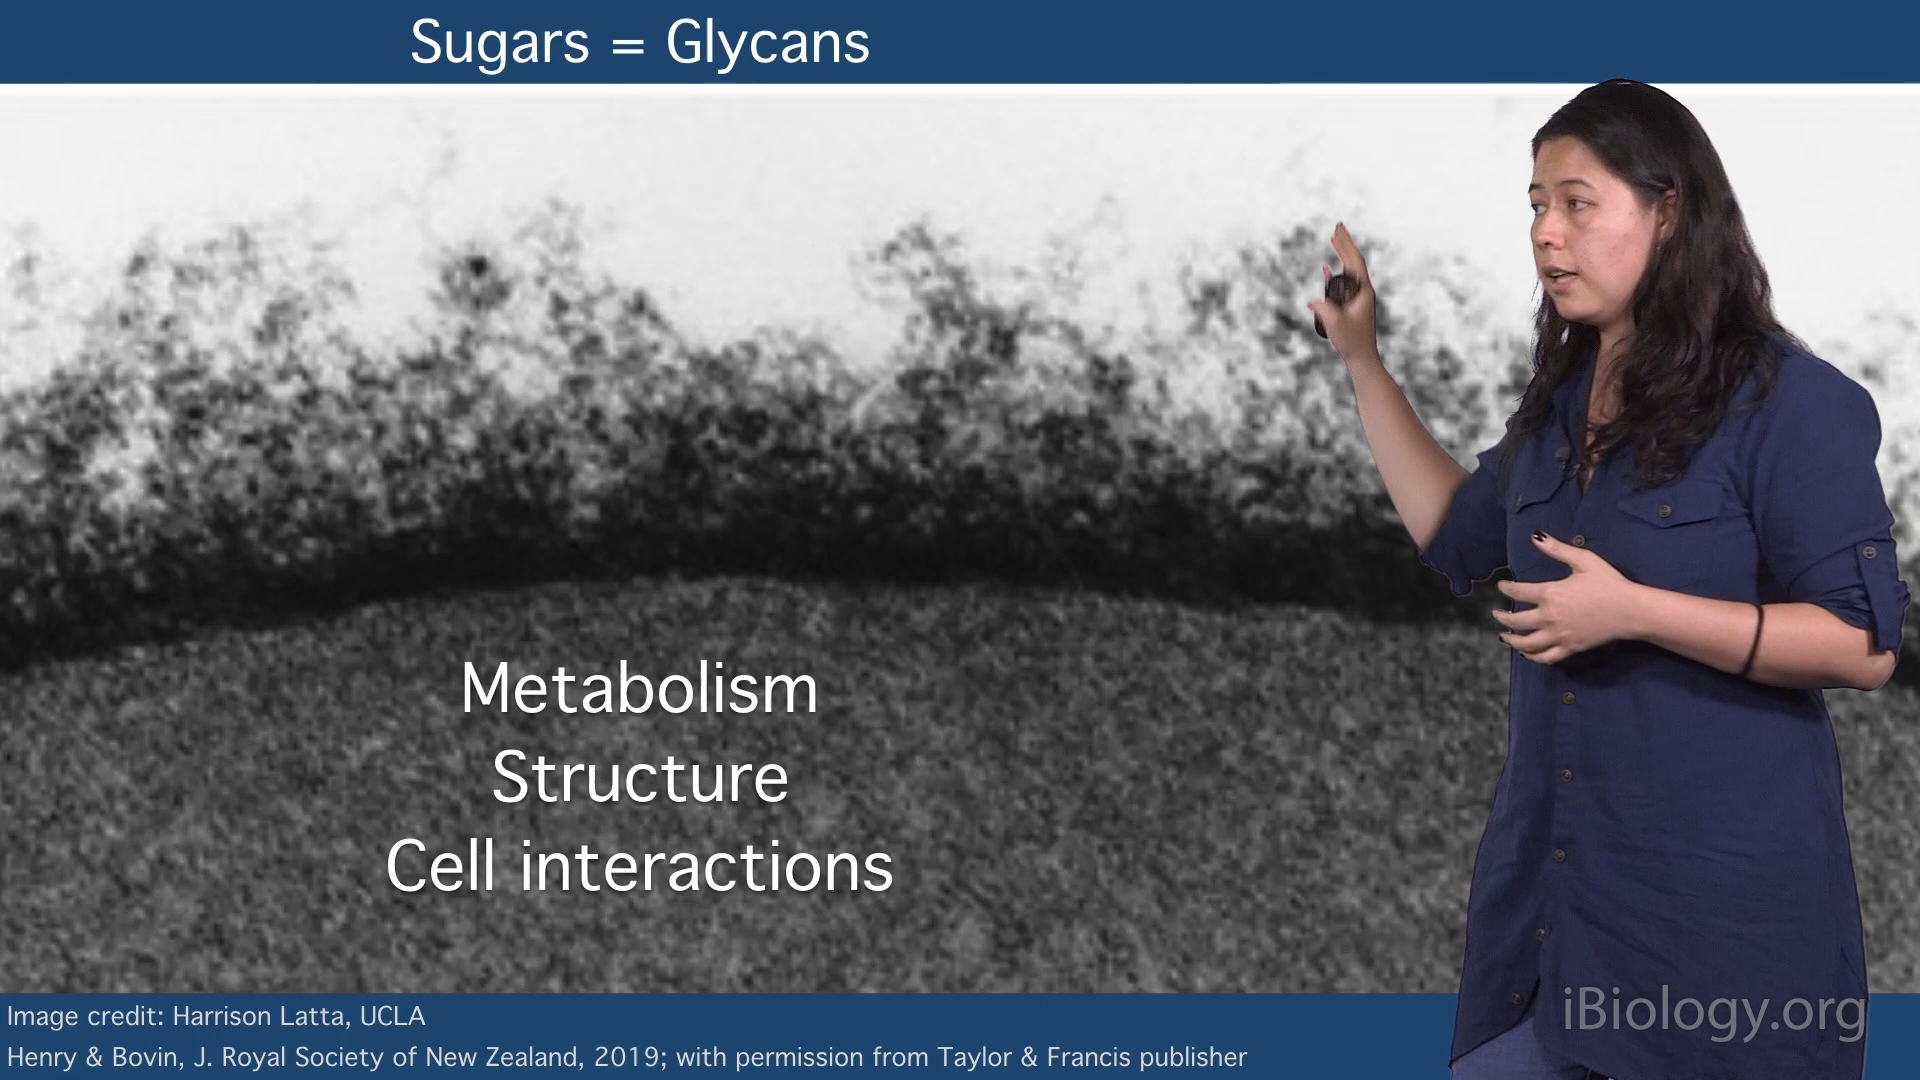 Sugars = Glycans
Metabolism
Structure
Cell interactions
Image credit: Harrison Latta, UCLA
Henry & Bovin, J. Royal Society of New Zealand, 2019; with permission from Taylor & Francis publisher
iBiology.org